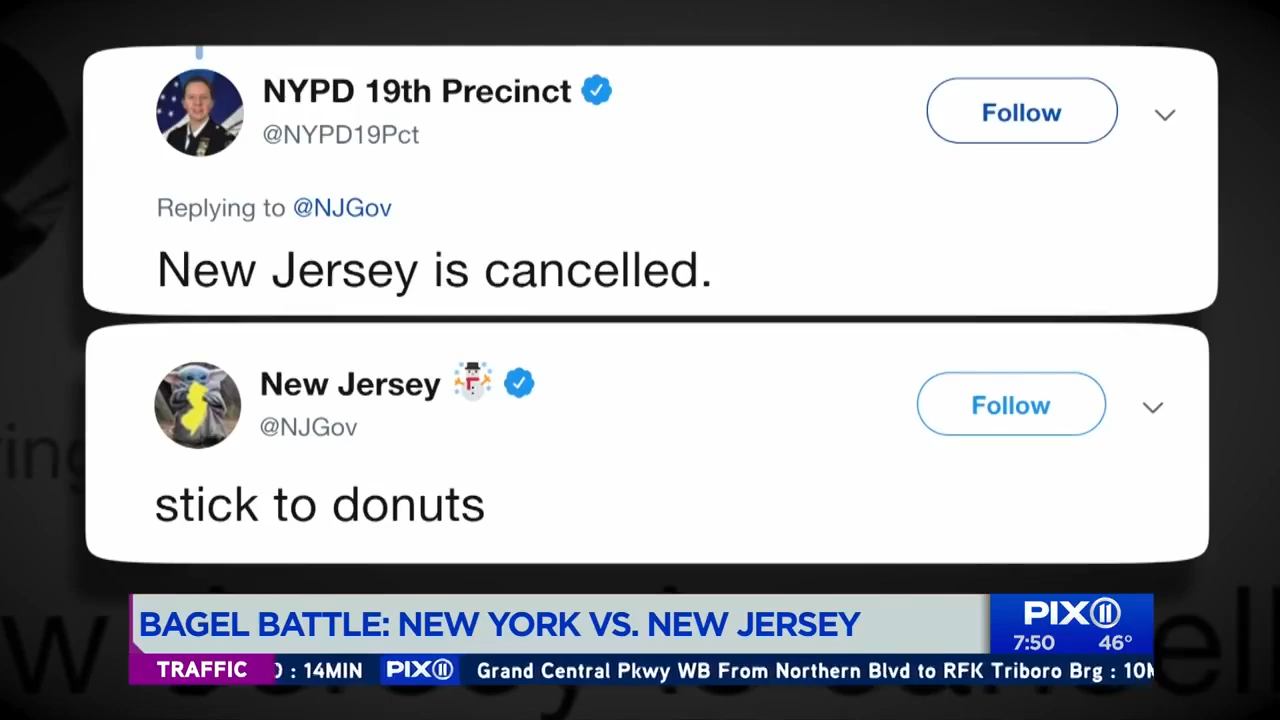 NYPD 19th Precinct
@NYPD19Pct
Follow
Replying to @NJGov
New Jersey is cancelled.
New Jersey
@NJGov
Follow
stick to donuts
BAGEL BATTLE: NEW YORK VS. NEW JERSEY
PIX11
7:50 46°
TRAFFIC : 14MIN PIX11 Grand Central Pkwy WB From Northern Blvd to RFK Triboro Brg :